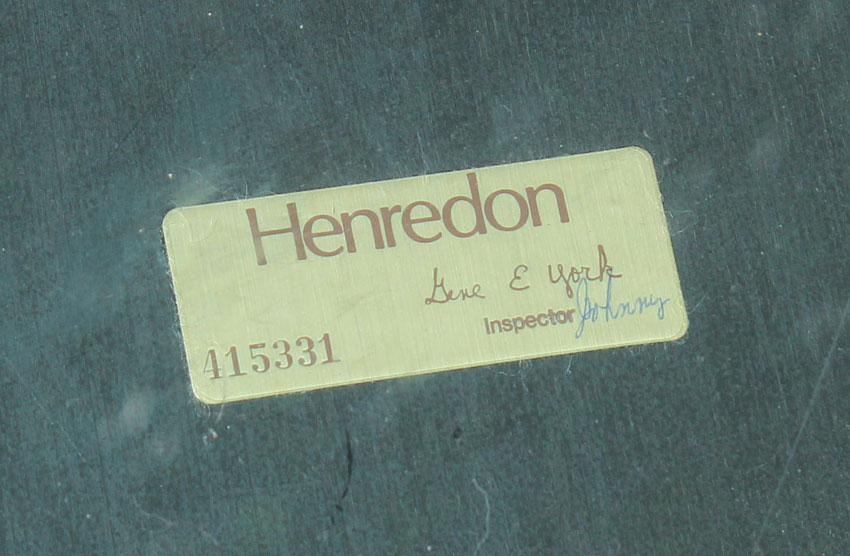 Henredon
Gene E York
Inspector Johnny
415331